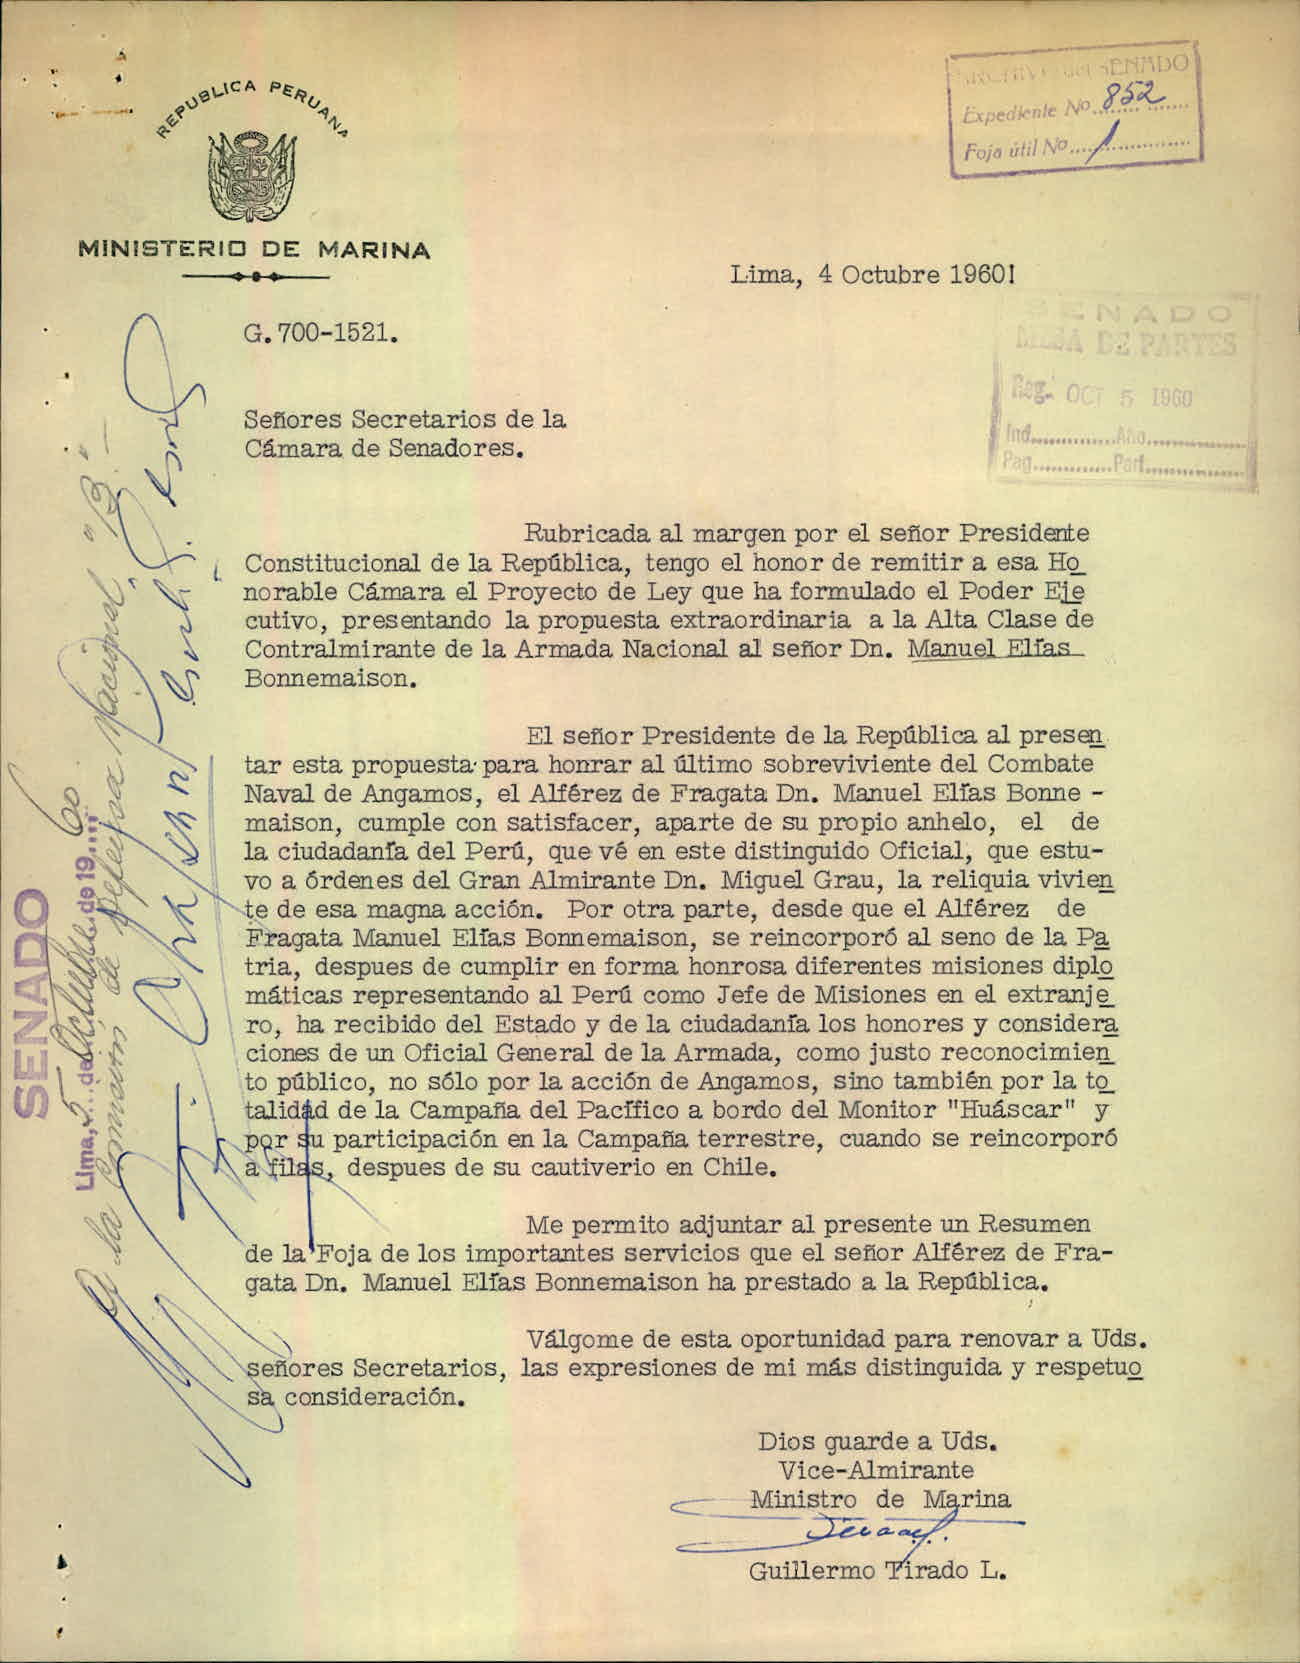 REPUBLICA PERUANA
MINISTERIO DE MARINA
ARCHIVO del SENADO
Expediente No 852
Foja útil No 1
Lima, 4 Octubre 1960!
SENADO
MESA DE PARTES
Reg. OCT 5 1960
Ind. Año
Pag. Part.
G.700-1521.
Señores Secretarios de la
Cámara de Senadores.
Rubricada al margen por el señor Presidente
Constitucional de la República, tengo el honor de remitir a esa Ho
norable Cámara el Proyecto de Ley que ha formulado el Poder Eje
cutivo, presentando la propuesta extraordinaria a la Alta Clase de
Contralmirante de la Armada Nacional al señor Dn. Manuel Elías
Bonnemaison.
El señor Presidente de la República al presen
tar esta propuesta para honrar al último sobreviviente del Combate
Naval de Angamos, el Alférez de Fragata Dn. Manuel Elías Bonne -
maison, cumple con satisfacer, aparte de su propio anhelo, el de
la ciudadanía del Perú, que vé en este distinguido Oficial, que estu-
vo a órdenes del Gran Almirante Dn. Miguel Grau, la reliquia vivien
te de esa magna acción. Por otra parte, desde que el Alférez de
Fragata Manuel Elías Bonnemaison, se reincorporó al seno de la Pa
tria, despues de cumplir en forma honrosa diferentes misiones diplo
máticas representando al Perú como Jefe de Misiones en el extranje
ro, ha recibido del Estado y de la ciudadanía los honores y considera
ciones de un Oficial General de la Armada, como justo reconocimien
to público, no sólo por la acción de Angamos, sino también por la to
talidad de la Campaña del Pacífico a bordo del Monitor "Huáscar" y
por su participación en la Campaña terrestre, cuando se reincorporó
a filas, despues de su cautiverio en Chile.
Me permito adjuntar al presente un Resumen
de la Foja de los importantes servicios que el señor Alférez de Fra-
gata Dn. Manuel Elías Bonnemaison ha prestado a la República.
Válgome de esta oportunidad para renovar a Uds.
señores Secretarios, las expresiones de mi más distinguida y respetuo
sa consideración.
Dios guarde a Uds.
Vice-Almirante
Ministro de Marina
Guillermo Tirado L.
SENADO
Lima, 5 de Octubre de 1960
A la Comisión de Defensa Nacional "B".-